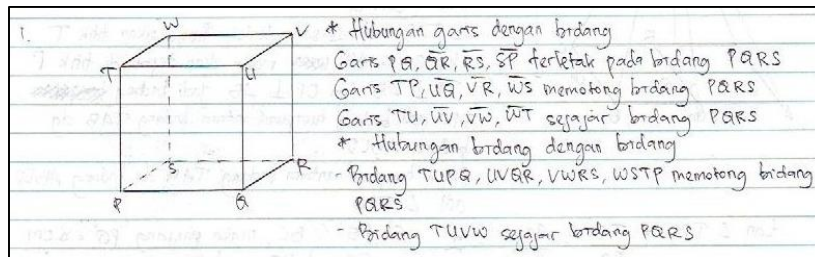 1.
W
V
T
U
S
R
P
Q
* Hubungan garis dengan bidang
Garis PQ, QR, RS, SP terletak pada bidang PQRS
Garis TP, UQ, VR, WS memotong bidang PQRS
Garis TU, UV, VW, WT sejajar bidang PQRS
* Hubungan bidang dengan bidang
- Bidang TUPQ, UVQR, VWRS, WSTP memotong bidang
PQRS
- Bidang TUVW sejajar bidang PQRS